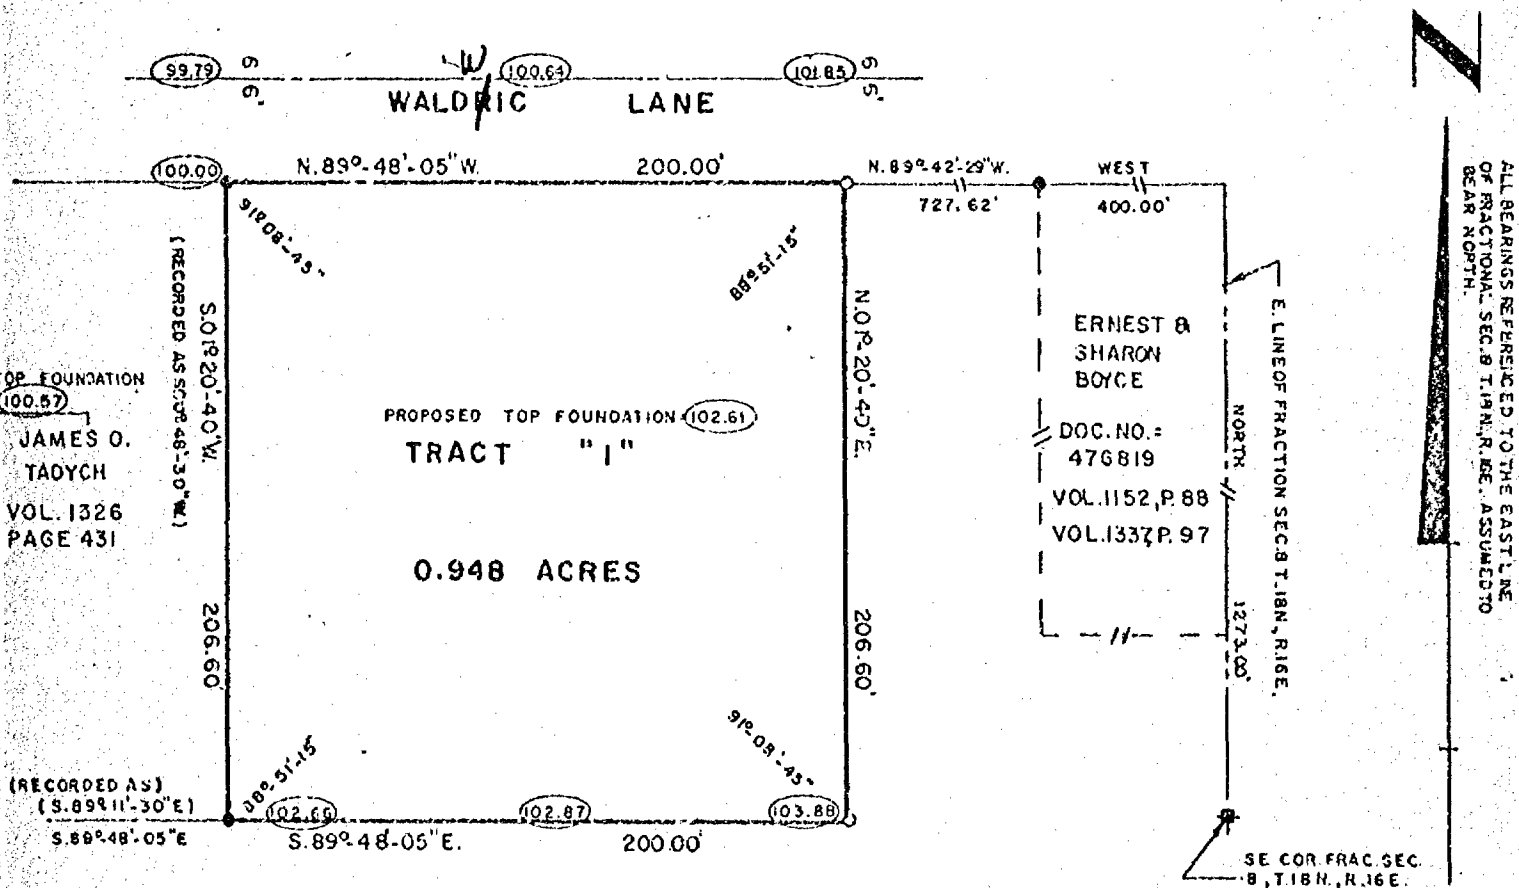 99.79
66'
W
100.64
101.85
66'
WALDRIC LANE
100.00
N.89°-48'-05"W. 200.00'
N.89°-42'-29"W.
727.62'
WEST
400.00'
91°08'-45"
88°51'-15"
S.01°20'-40"W.
(RECORDED AS S.00°-46'-30"W.)
206.60'
N.01°-20'-40"E.
206.60'
TOP FOUNDATION
100.57
JAMES O.
TADYCH
VOL. 1326
PAGE 431
PROPOSED TOP FOUNDATION 102.61
TRACT "1"
0.948 ACRES
ERNEST &
SHARON
BOYCE
DOC. NO.=
476819
VOL.1152, P. 88
VOL.1337, P. 97
NORTH
1273.00'
E. LINE OF FRACTION SEC.8 T.18N., R.16E.
ALL BEARINGS REFERENCED TO THE EAST LINE
OF FRACTIONAL SEC.8 T.18N., R.16E. ASSUMED TO
BEAR NORTH.
N
88°-51'-15"
91°-08'-45"
(RECORDED AS)
(S.89°11'-30"E)
S.89°-48'-05"E
102.66
102.87
103.88
S.89°-48'-05"E. 200.00'
SE COR. FRAC. SEC.
8, T.18N., R.16E.